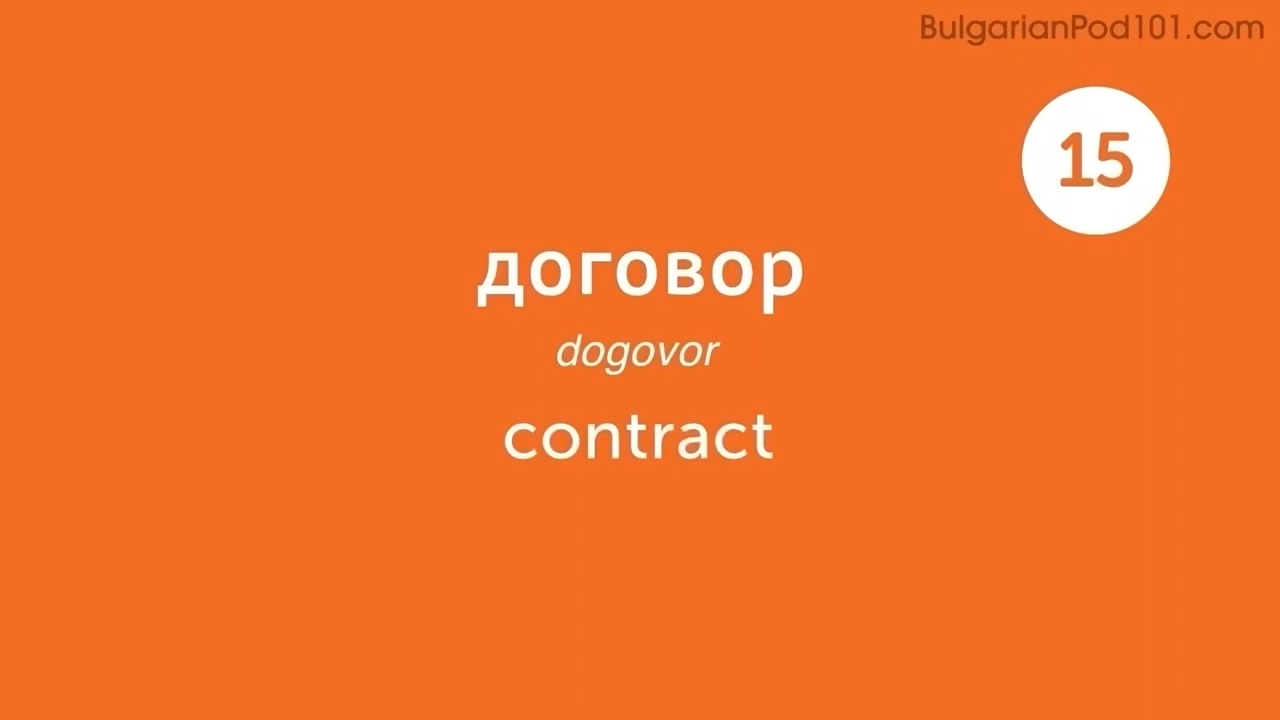 BulgarianPod101.com
15
договор
dogovor
contract